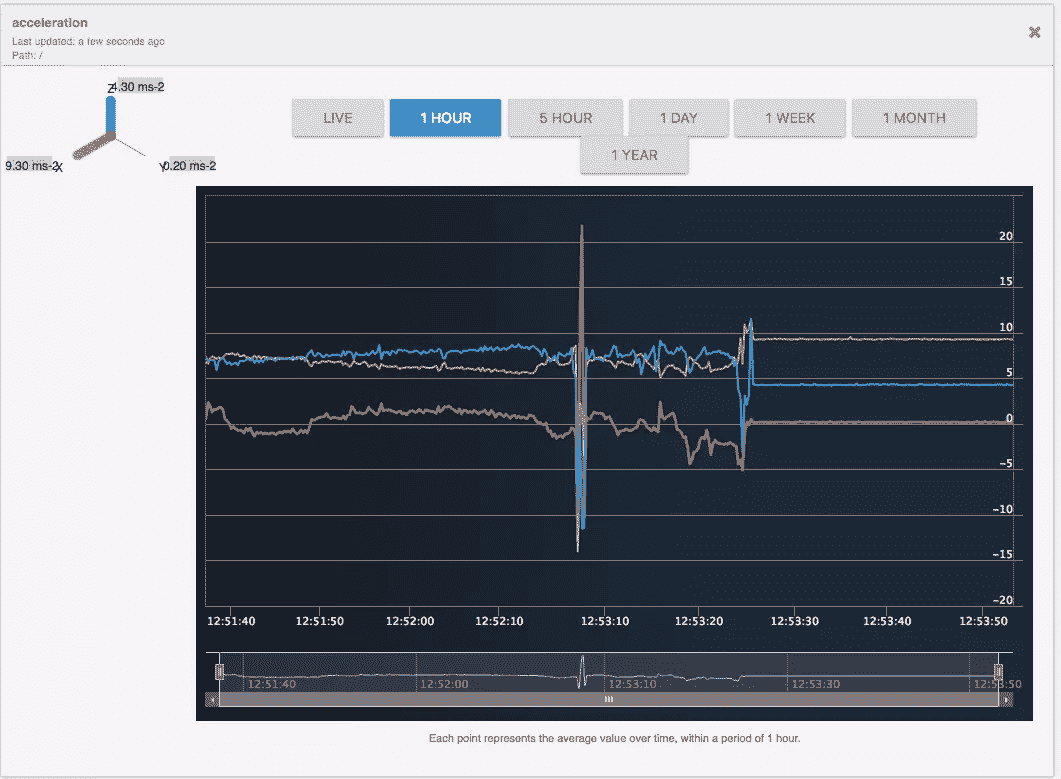 acceleration
Last updated: a few seconds ago
Path: /
Z 4.30 ms-2
9.30 ms-2 X
Y 0.20 ms-2
LIVE 1 HOUR 5 HOUR 1 DAY 1 WEEK 1 MONTH
1 YEAR
20
15
10
5
0
-5
-10
-15
-20
12:51:40 12:51:50 12:52:00 12:52:10 12:53:10 12:53:20 12:53:30 12:53:40 12:53:50
12:51:40 12:52:00 12:53:10 12:53:30 12:53:50
Each point represents the average value over time, within a period of 1 hour.